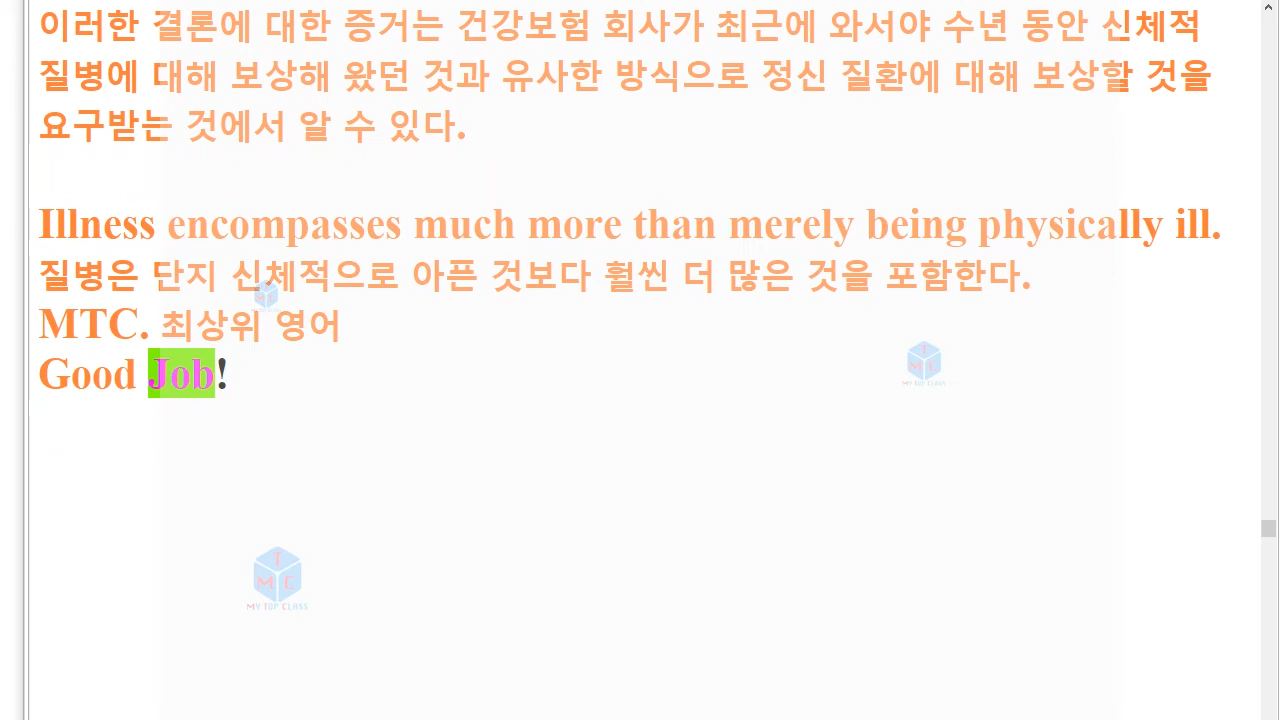 이러한 결론에 대한 증거는 건강보험 회사가 최근에 와서야 수년 동안 신체적
질병에 대해 보상해 왔던 것과 유사한 방식으로 정신 질환에 대해 보상할 것을
요구받는 것에서 알 수 있다.
Illness encompasses much more than merely being physically ill.
질병은 단지 신체적으로 아픈 것보다 훨씬 더 많은 것을 포함한다.
MTC. 최상위 영어
Good Job!
T
M C
MY TOP CLASS
T
M C
MY TOP CLASS